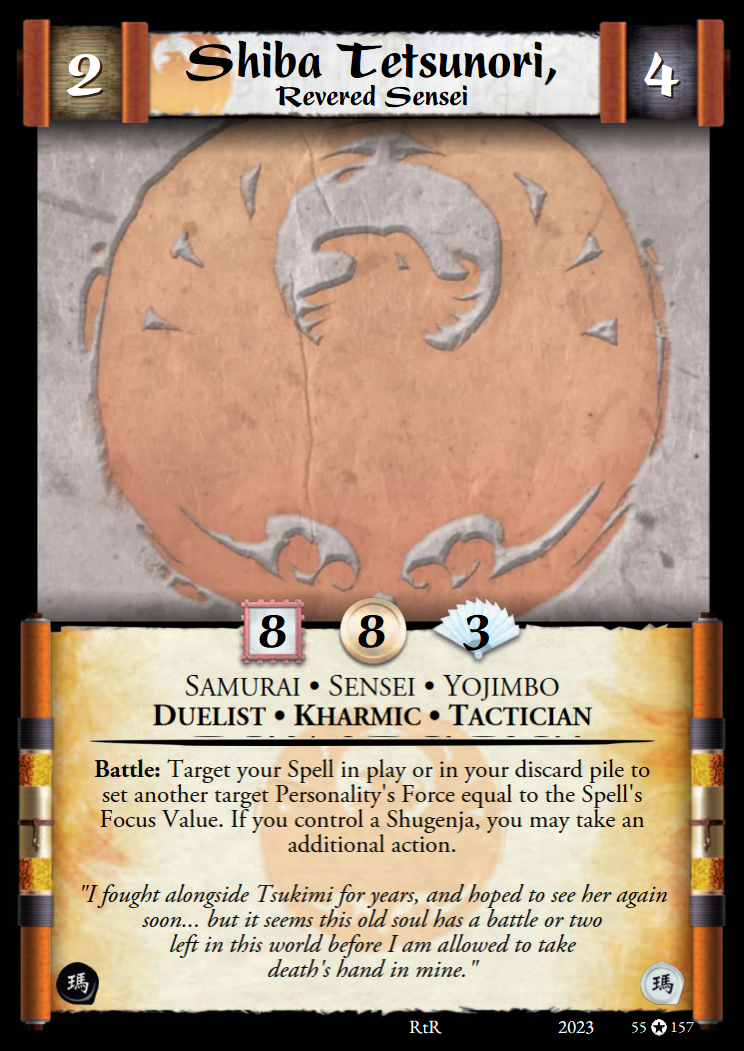 2
Shiba Tetsunori,
Revered Sensei
4
8 8 3
Samurai • Sensei • Yojimbo
Duelist • Kharmic • Tactician
Battle: Target your Spell in play or in your discard pile to
set another target Personality's Force equal to the Spell's
Focus Value. If you control a Shugenja, you may take an
additional action.
"I fought alongside Tsukimi for years, and hoped to see her again
soon... but it seems this old soul has a battle or two
left in this world before I am allowed to take
death's hand in mine."
瑪 瑪
RtR 2023 55 ✪ 157